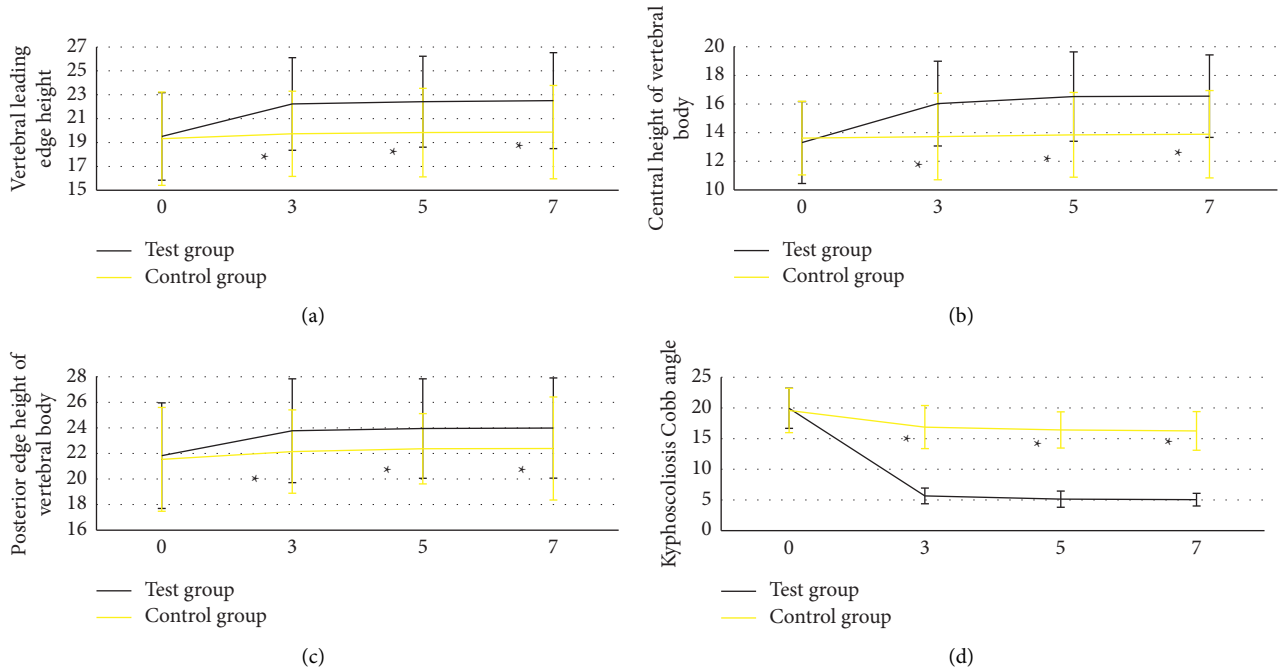 Vertebral leading
edge height
27
25
23
21
19
17
15
*
*
*
0
3
5
7
Test group
Control group
(a)
Central height of vertebral
body
20
18
16
14
12
10
*
*
*
0
3
5
7
Test group
Control group
(b)
Posterior edge height of
vertebral body
28
26
24
22
20
18
16
*
*
*
0
3
5
7
Test group
Control group
(c)
Kyphoscoliosis Cobb angle
25
20
15
10
5
0
*
*
*
0
3
5
7
Test group
Control group
(d)